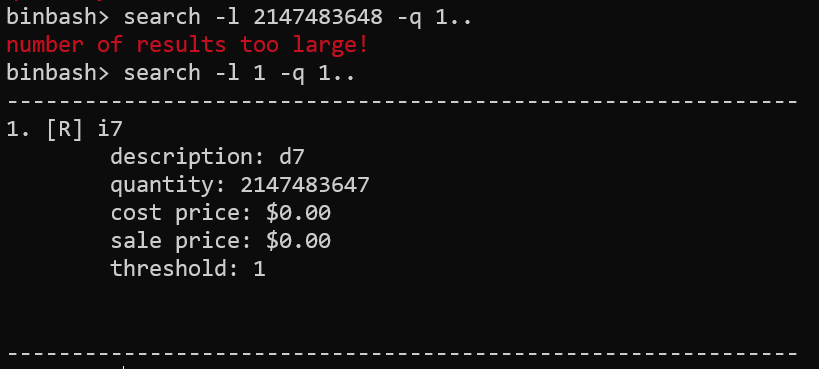 binbash> search -l 2147483648 -q 1..
number of results too large!
binbash> search -l 1 -q 1..
-------------------------------------------------------------
1. [R] i7
description: d7
quantity: 2147483647
cost price: $0.00
sale price: $0.00
threshold: 1
-------------------------------------------------------------